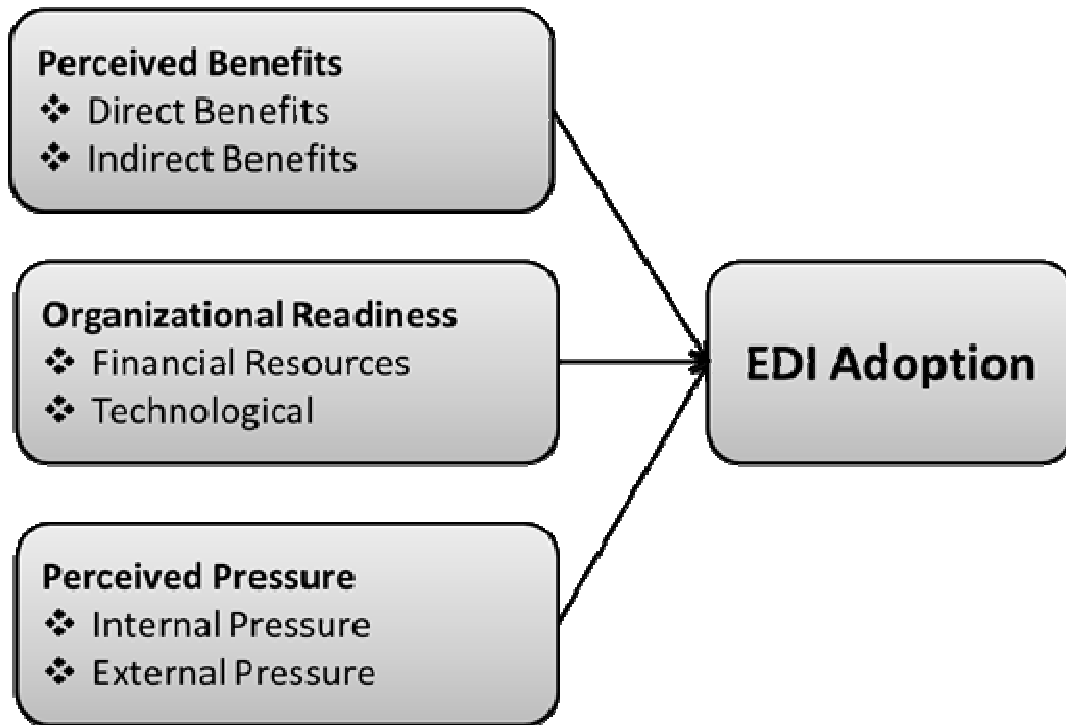 Perceived Benefits
Direct Benefits
Indirect Benefits
Organizational Readiness
Financial Resources
Technological
Perceived Pressure
Internal Pressure
External Pressure
EDI Adoption